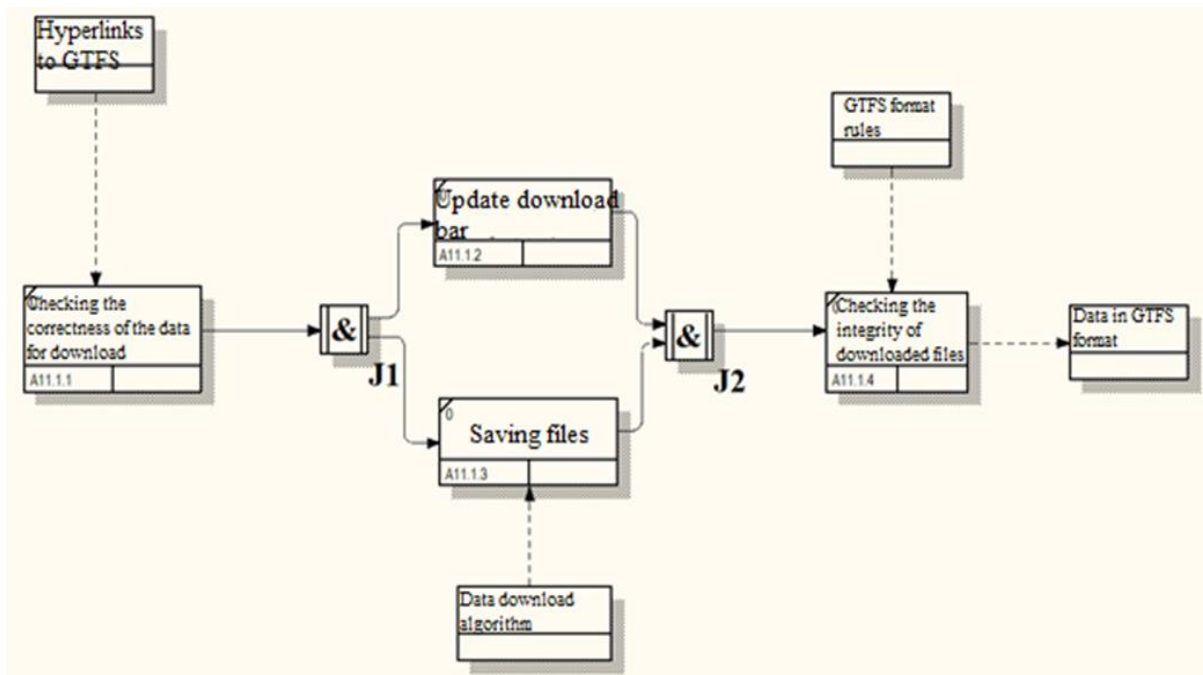 Hyperlinks
to GTFS
GTFS format
rules
Update download
bar
A11.1.2
Checking the
correctness of the data
for download
A11.1.1
&
J1
&
J2
Checking the
integrity of
downloaded files
A11.1.4
Data in GTFS
format
0
Saving files
A11.1.3
Data download
algorithm